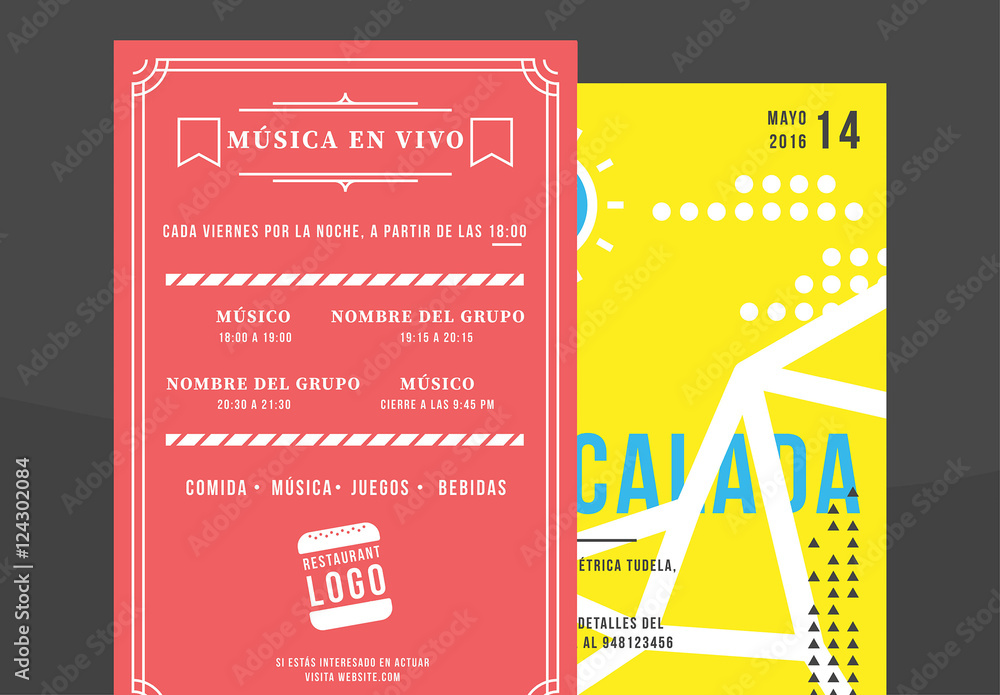 MÚSICA EN VIVO
CADA VIERNES POR LA NOCHE, A PARTIR DE LAS 18:00
MÚSICO
18:00 A 19:00
NOMBRE DEL GRUPO
19:15 A 20:15
NOMBRE DEL GRUPO
20:30 A 21:30
MÚSICO
CIERRE A LAS 9:45 PM
COMIDA • MÚSICA • JUEGOS • BEBIDAS
RESTAURANT
LOGO
SI ESTÁS INTERESADO EN ACTUAR
VISITA WEBSITE.COM
MAYO
2016
14
CALADA
ÉTRICA TUDELA,
DETALLES DEL
AL 948123456
Adobe Stock | #124302084
Adobe Stock